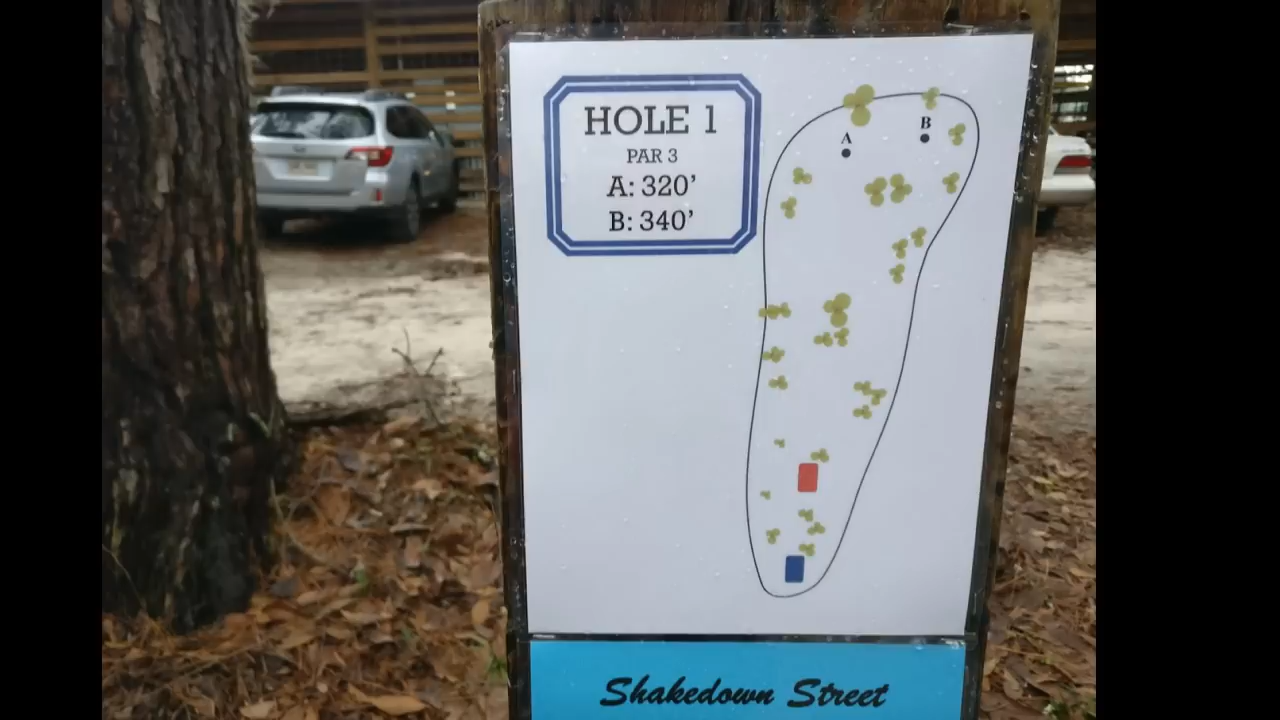 HOLE 1
PAR 3
A: 320'
B: 340'
A
B
Shakedown Street